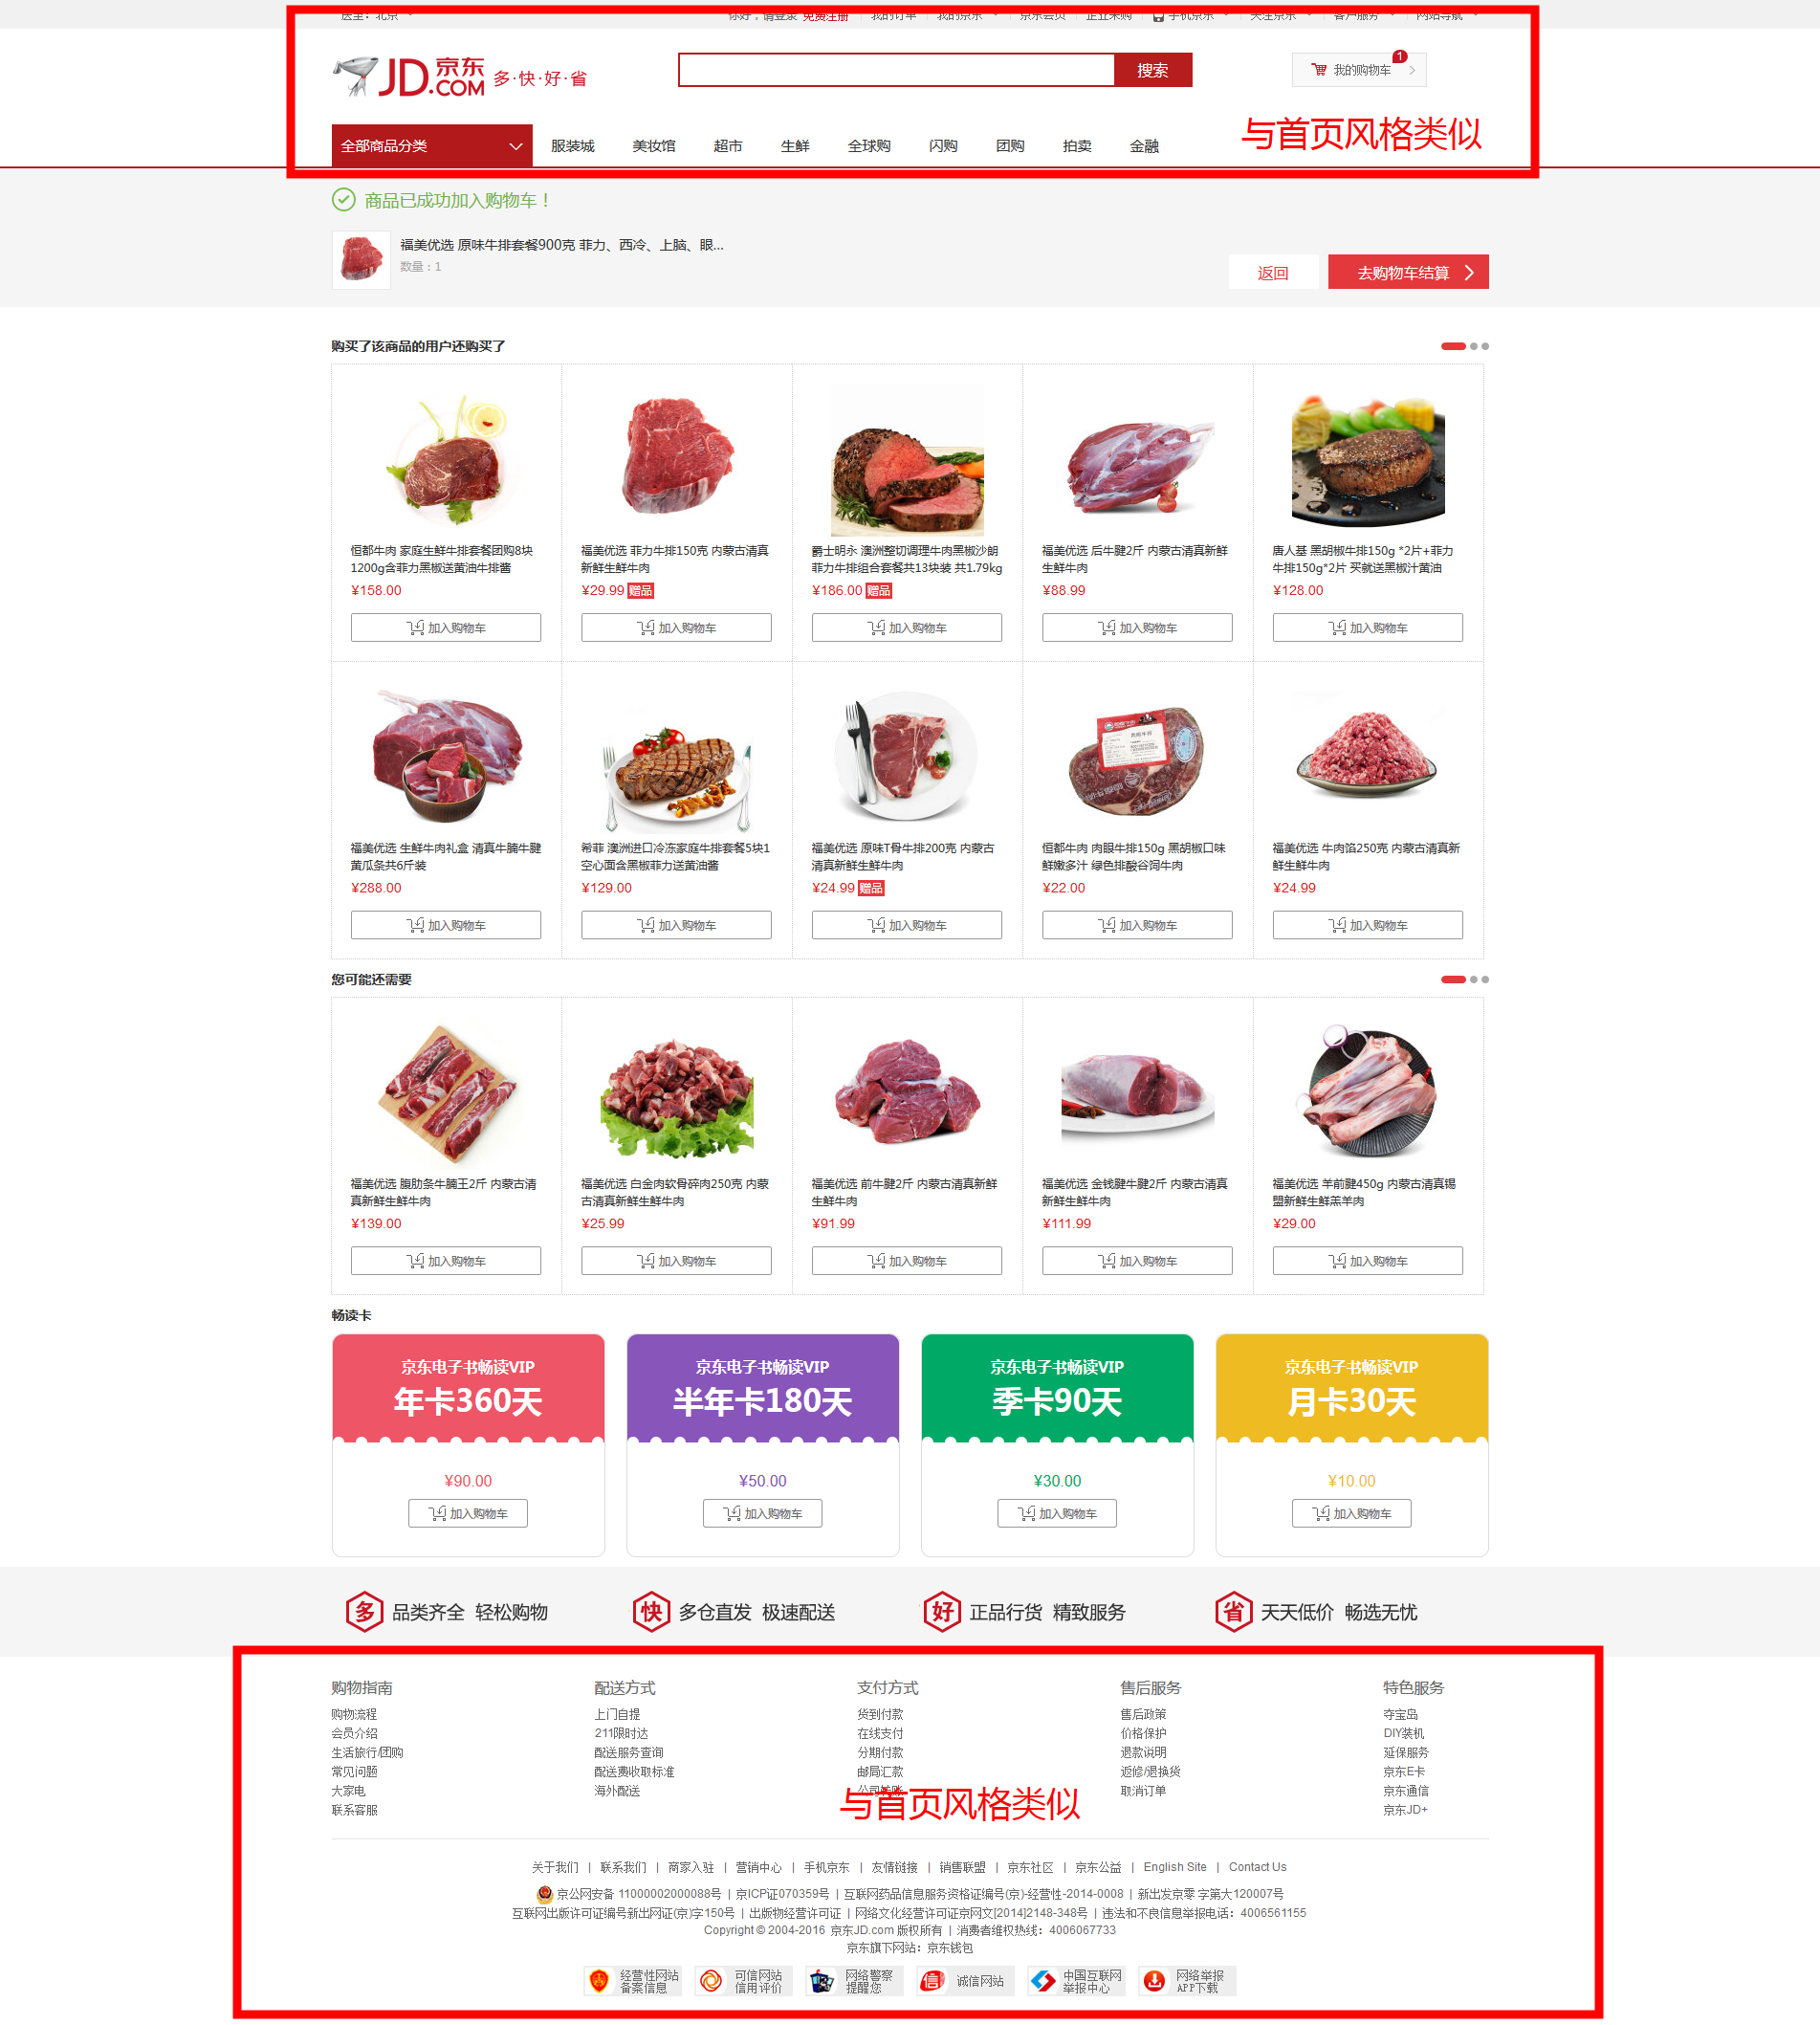 送至：北京
你好，请登录 免费注册 我的订单 我的京东 京东会员 企业采购 手机京东 关注京东 客户服务 网站导航
JD.COM 京东 多·快·好·省
搜索
1
我的购物车
与首页风格类似
全部商品分类 服装城 美妆馆 超市 生鲜 全球购 闪购 团购 拍卖 金融
商品已成功加入购物车！
福美优选 原味牛排套餐900克 菲力、西冷、上脑、眼...
数量：1
返回 去购物车结算
购买了该商品的用户还购买了
恒都牛肉 家庭生鲜牛排套餐团购8块
1200g含菲力黑椒送黄油牛排酱
¥158.00
加入购物车
福美优选 菲力牛排150克 内蒙古清真
新鲜生鲜牛肉
¥29.99 赠品
加入购物车
爵士明永 澳洲整切调理牛肉黑椒沙朗
菲力牛排组合套餐共13块装 共1.79kg
¥186.00 赠品
加入购物车
福美优选 后牛腱2斤 内蒙古清真新鲜
生鲜牛肉
¥88.99
加入购物车
唐人基 黑胡椒牛排150g *2片+菲力
牛排150g*2片 买就送黑椒汁黄油
¥128.00
加入购物车
福美优选 生鲜牛肉礼盒 清真牛腩牛腱
黄瓜条共6斤装
¥288.00
加入购物车
希菲 澳洲进口冷冻家庭牛排套餐5块1
空心面含黑椒菲力送黄油酱
¥129.00
加入购物车
福美优选 原味T骨牛排200克 内蒙古
清真新鲜生鲜牛肉
¥24.99 赠品
加入购物车
恒都牛肉 肉眼牛排150g 黑胡椒口味
鲜嫩多汁 绿色排酸谷饲牛肉
¥22.00
加入购物车
福美优选 牛肉馅250克 内蒙古清真新
鲜生鲜牛肉
¥24.99
加入购物车
您可能还需要
福美优选 腹肋条牛腩王2斤 内蒙古清
真新鲜生鲜牛肉
¥139.00
加入购物车
福美优选 白金肉软骨碎肉250克 内蒙
古清真新鲜生鲜牛肉
¥25.99
加入购物车
福美优选 前牛腱2斤 内蒙古清真新鲜
生鲜牛肉
¥91.99
加入购物车
福美优选 金钱腱牛腱2斤 内蒙古清真
新鲜生鲜牛肉
¥111.99
加入购物车
福美优选 羊前腱450g 内蒙古清真锡
盟新鲜生鲜羔羊肉
¥29.00
加入购物车
畅读卡
京东电子书畅读VIP
年卡360天
¥90.00
加入购物车
京东电子书畅读VIP
半年卡180天
¥50.00
加入购物车
京东电子书畅读VIP
季卡90天
¥30.00
加入购物车
京东电子书畅读VIP
月卡30天
¥10.00
加入购物车
多 品类齐全 轻松购物
快 多仓直发 极速配送
好 正品行货 精致服务
省 天天低价 畅选无忧
购物指南
购物流程
会员介绍
生活旅行/团购
常见问题
大家电
联系客服
配送方式
上门自提
211限时达
配送服务查询
配送费收取标准
海外配送
支付方式
货到付款
在线支付
分期付款
邮局汇款
公司转账
售后服务
售后政策
价格保护
退款说明
返修/退换货
取消订单
特色服务
夺宝岛
DIY装机
延保服务
京东E卡
京东通信
京东JD+
与首页风格类似
关于我们 | 联系我们 | 商家入驻 | 营销中心 | 手机京东 | 友情链接 | 销售联盟 | 京东社区 | 京东公益 | English Site | Contact Us
京公网安备 11000002000088号 | 京ICP证070359号 | 互联网药品信息服务资格证编号(京)-经营性-2014-0008 | 新出发京零 字第大120007号
互联网出版许可证编号新出网证(京)字150号 | 出版物经营许可证 | 网络文化经营许可证京网文[2014]2148-348号 | 违法和不良信息举报电话：4006561155
Copyright © 2004-2016 京东JD.com 版权所有 | 消费者维权热线：4006067733
京东旗下网站：京东钱包
经营性网站
备案信息
可信网站
信用评价
网络警察
提醒您
诚信网站
中国互联网
举报中心
网络举报
APP下载